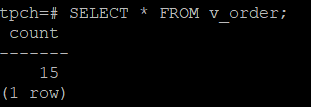 tpch=# SELECT * FROM v_order;
 count
-------
    15
(1 row)